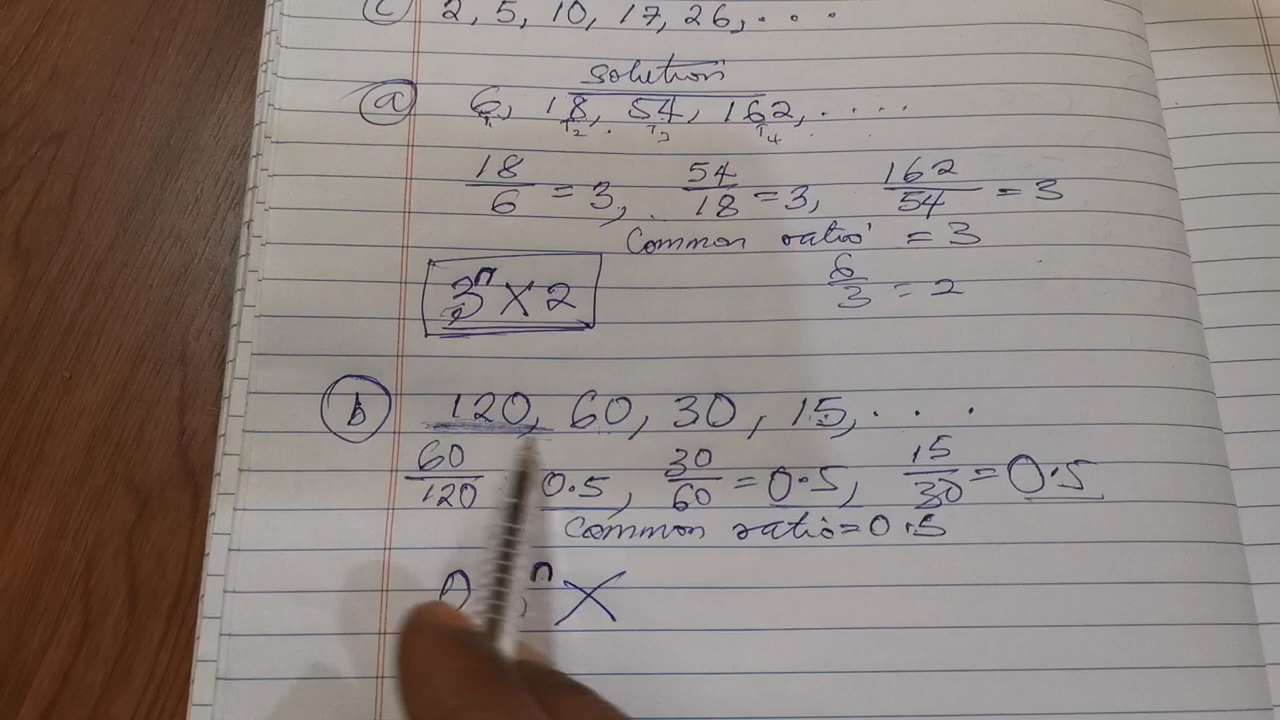 (c) 2, 5, 10, 17, 26, . . .
solution
(a) 6, 18, 54, 162, . . . .
T1 T2 T3 T4
18/6 = 3, 54/18 = 3, 162/54 = 3
Common ratio = 3
6/3 = 2
3^n × 2
(b) 120, 60, 30, 15, . . .
60/120 0.5, 30/60 = 0.5, 15/30 = 0.5
Common ratio = 0.5
0 n ×